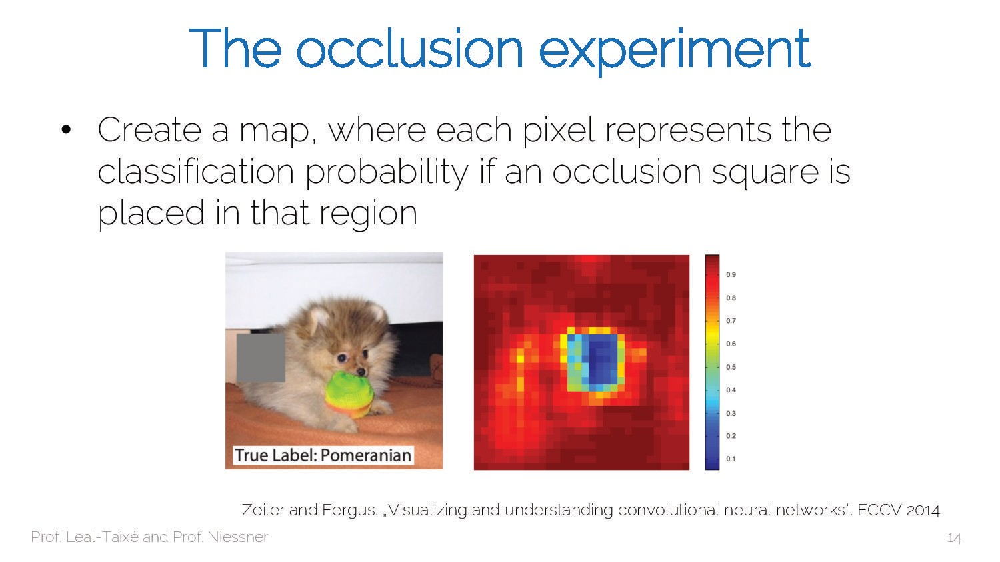 The occlusion experiment
• Create a map, where each pixel represents the
classification probability if an occlusion square is
placed in that region
True Label: Pomeranian
0.9
0.8
0.7
0.6
0.5
0.4
0.3
0.2
0.1
Zeiler and Fergus. „Visualizing and understanding convolutional neural networks“. ECCV 2014
Prof. Leal-Taixé and Prof. Niessner
14